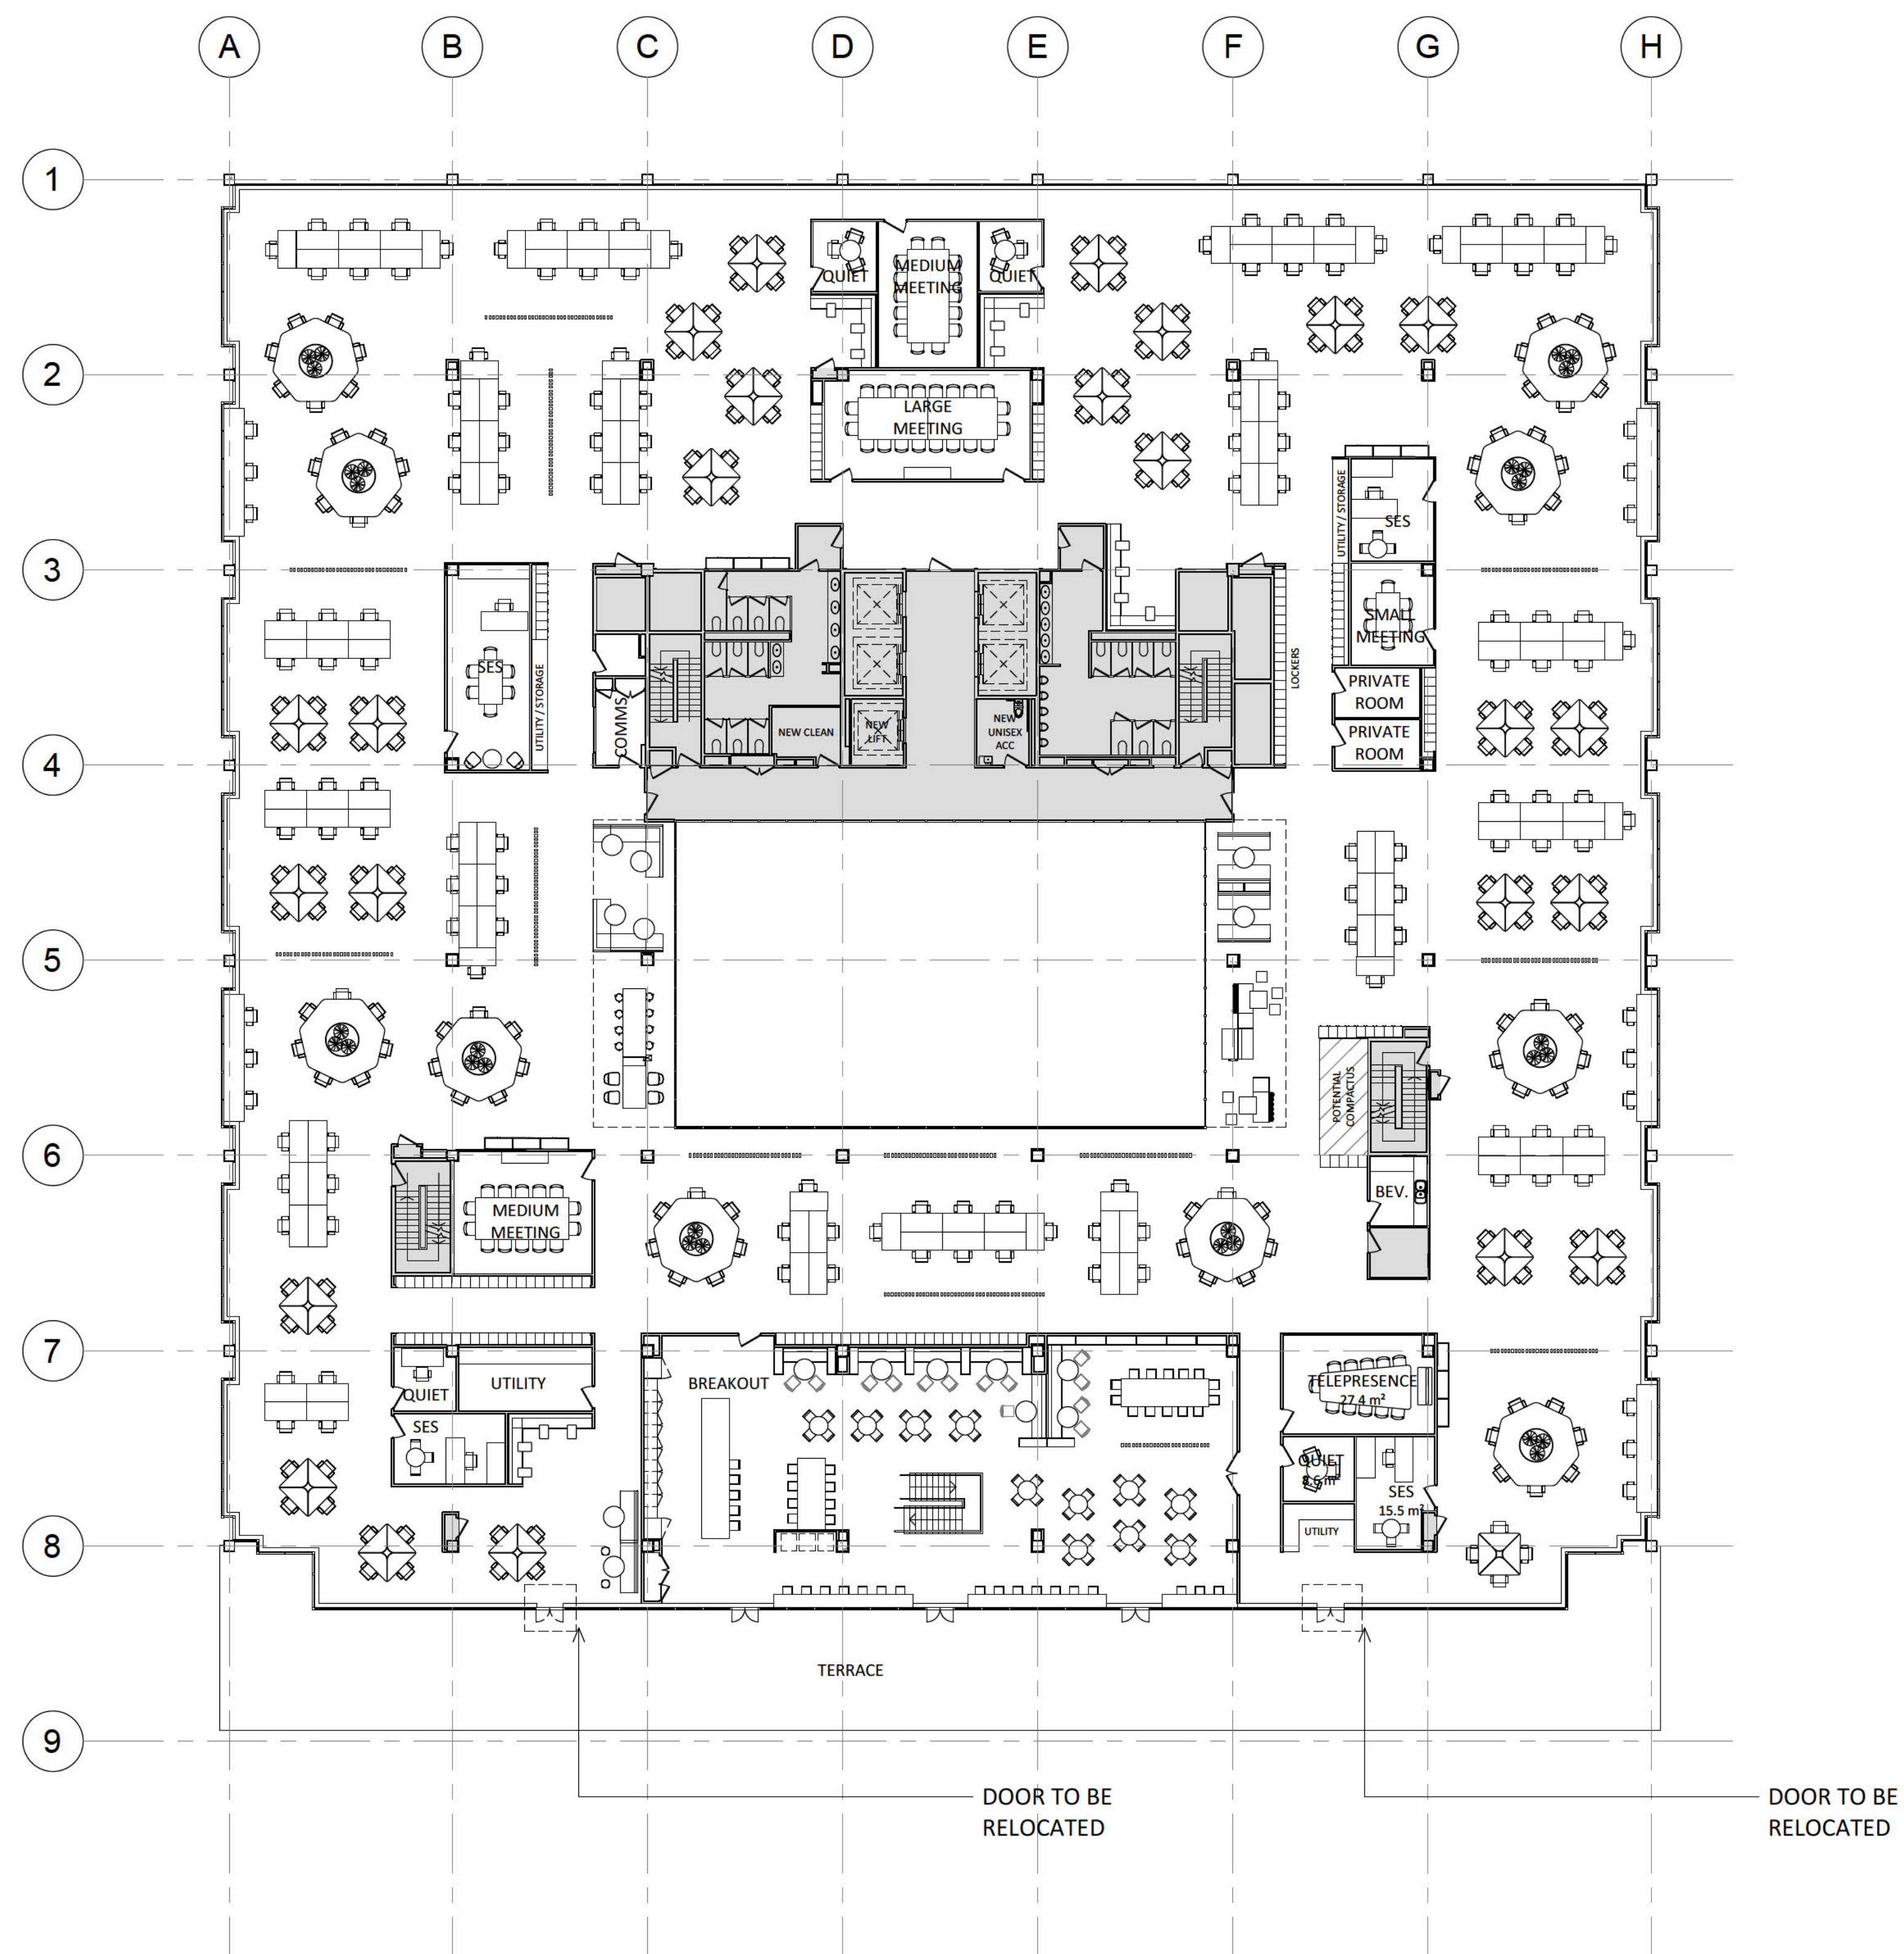 A
B
C
D
E
F
G
H
1
2
3
4
5
6
7
8
9
QUIET
MEDIUM
MEETING
QUIET
LARGE
MEETING
UTILITY / STORAGE
SES
SMALL
MEETING
PRIVATE
ROOM
PRIVATE
ROOM
LOCKERS
SES
UTILITY / STORAGE
COMMS
NEW CLEAN
NEW
LIFT
NEW
UNISEX
ACC
POTENTIAL
COMPACTUS
BEV.
MEDIUM
MEETING
QUIET
UTILITY
SES
BREAKOUT
TELEPRESENCE
27.4 m²
QUIET
8.6 m²
SES
15.5 m²
UTILITY
TERRACE
DOOR TO BE
RELOCATED
DOOR TO BE
RELOCATED